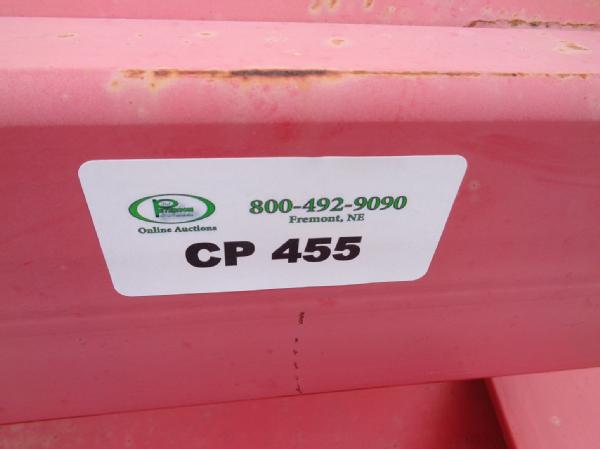 800-492-9090
Fremont, NE
Online Auctions
CP 455